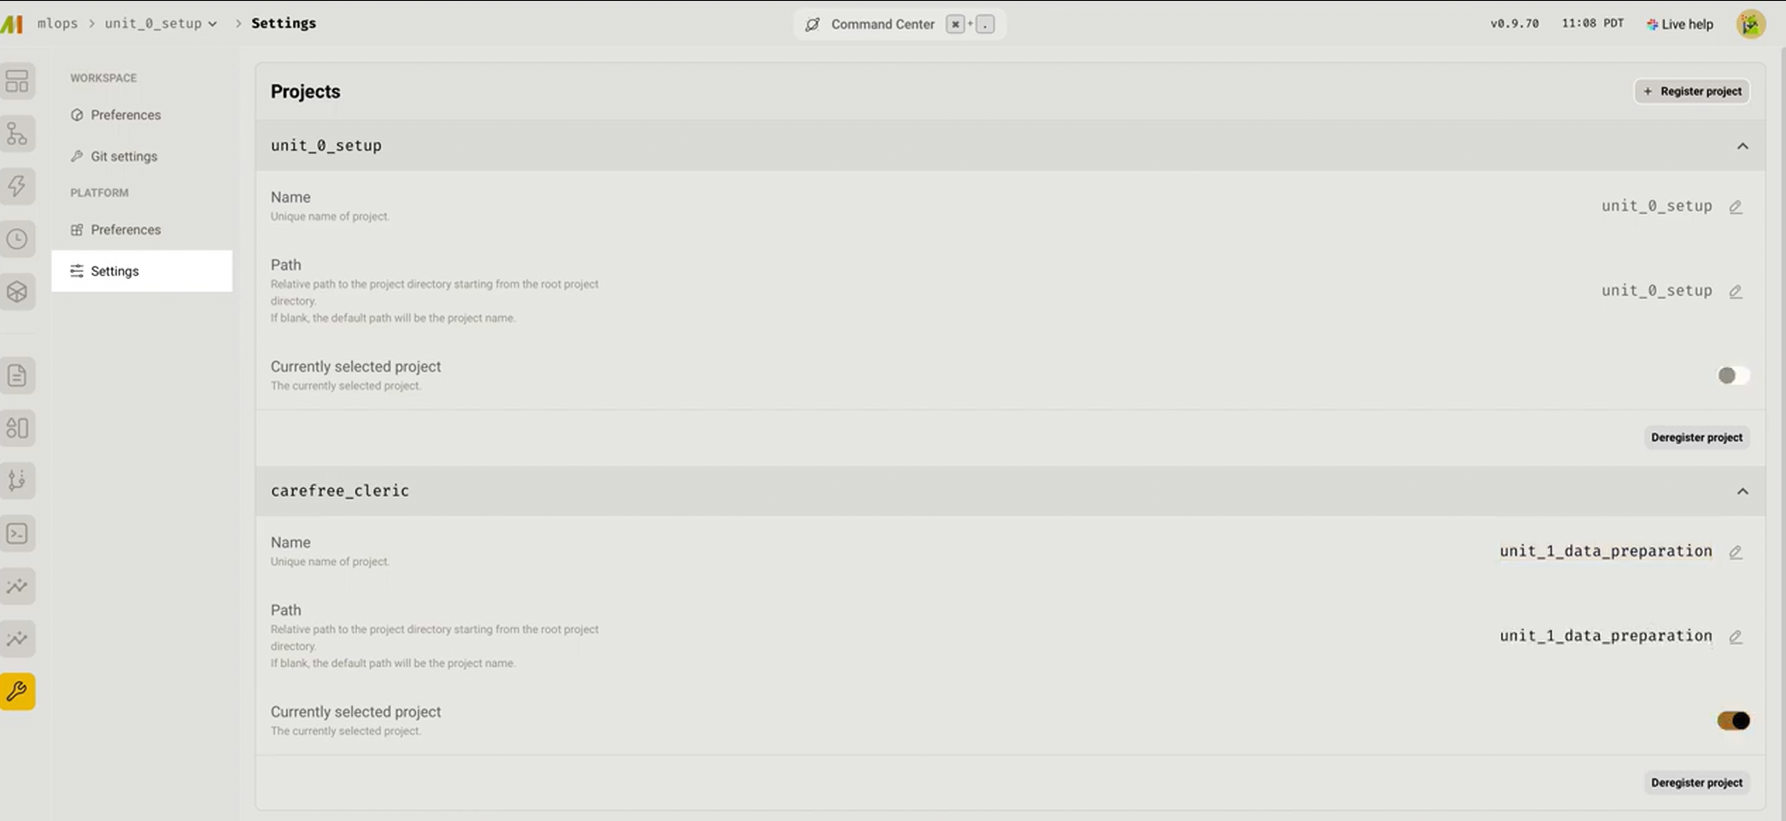 mlops > unit_0_setup > Settings
Command Center ⌘ + .
v0.9.70 11:08 PDT Live help
WORKSPACE
Preferences
Git settings
PLATFORM
Preferences
Settings
Projects
+ Register project
unit_0_setup
Name
Unique name of project.
unit_0_setup
Path
Relative path to the project directory starting from the root project
directory.
If blank, the default path will be the project name.
unit_0_setup
Currently selected project
The currently selected project.
Deregister project
carefree_cleric
Name
Unique name of project.
unit_1_data_preparation
Path
Relative path to the project directory starting from the root project
directory.
If blank, the default path will be the project name.
unit_1_data_preparation
Currently selected project
The currently selected project.
Deregister project